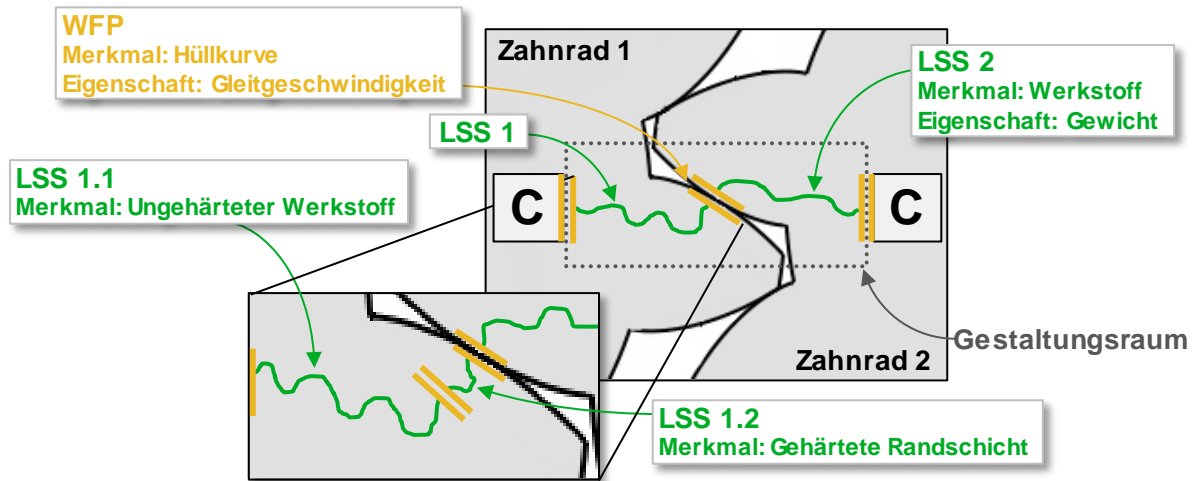 WFP
Merkmal: Hüllkurve
Eigenschaft: Gleitgeschwindigkeit
Zahnrad 1
LSS 2
Merkmal: Werkstoff
Eigenschaft: Gewicht
LSS 1
LSS 1.1
Merkmal: Ungehärteter Werkstoff
C
C
Gestaltungsraum
Zahnrad 2
LSS 1.2
Merkmal: Gehärtete Randschicht